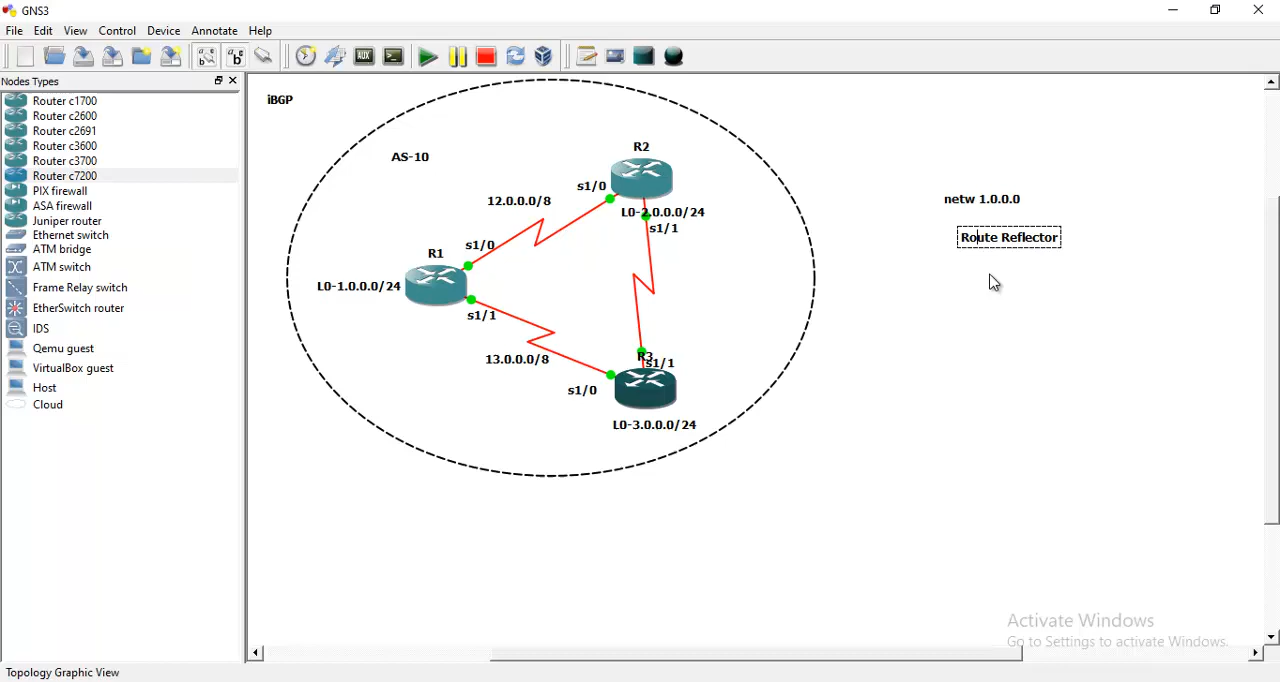 GNS3
File Edit View Control Device Annotate Help
AUX
Nodes Types
Router c1700
Router c2600
Router c2691
Router c3600
Router c3700
Router c7200
PIX firewall
ASA firewall
Juniper router
Ethernet switch
ATM bridge
ATM switch
Frame Relay switch
EtherSwitch router
IDS
Qemu guest
VirtualBox guest
Host
Cloud
iBGP
AS-10
R2
s1/0
12.0.0.0/8
L0-2.0.0.0/24
s1/1
netw 1.0.0.0
Route Reflector
R1
s1/0
L0-1.0.0.0/24
s1/1
13.0.0.0/8
R3
s1/1
s1/0
L0-3.0.0.0/24
Activate Windows
Go to Settings to activate Windows.
Topology Graphic View